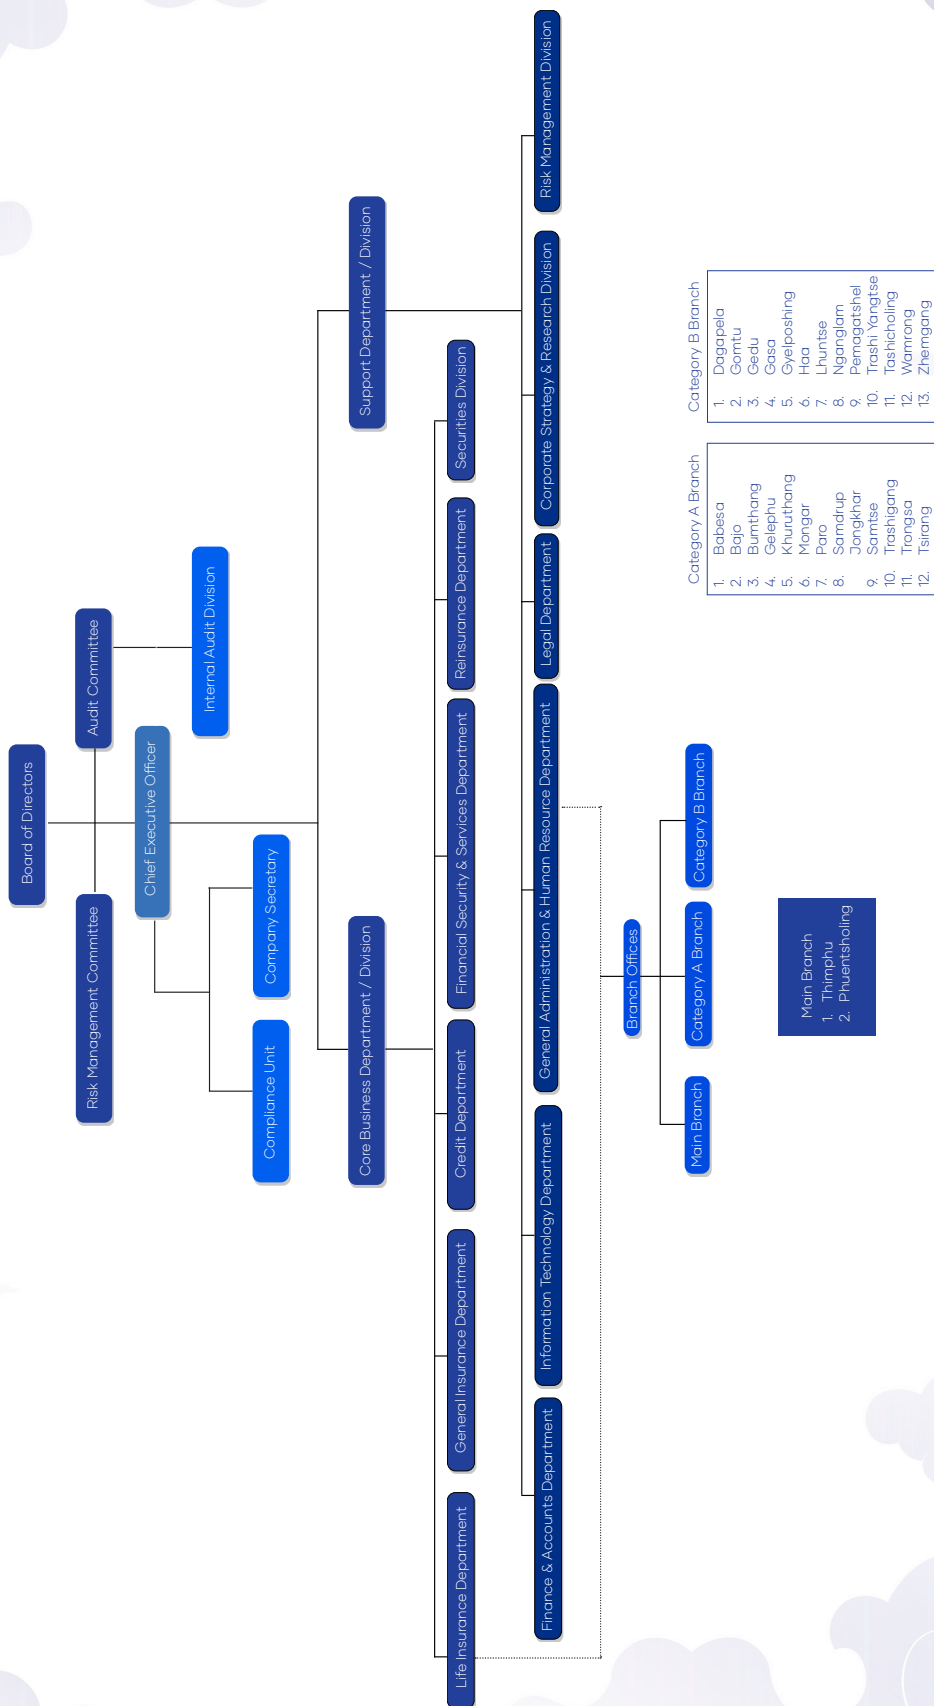 Board of Directors
Risk Management Committee
Audit Committee
Chief Executive Officer
Internal Audit Division
Compliance Unit
Company Secretary
Core Business Department / Division
Support Department / Division
Life Insurance Department
General Insurance Department
Credit Department
Financial Security & Services Department
Reinsurance Department
Securities Division
Finance & Accounts Department
Information Technology Department
General Administration & Human Resource Department
Legal Department
Corporate Strategy & Research Division
Risk Management Division
Branch Offices
Main Branch
Category A Branch
Category B Branch
Main Branch
1. Thimphu
2. Phuentsholing
Category A Branch
1. Babesa
2. Bajo
3. Bumthang
4. Gelephu
5. Khuruthang
6. Mongar
7. Paro
8. Samdrup
Jongkhar
9. Samtse
10. Trashigang
11. Trongsa
12. Tsirang
Category B Branch
1. Dagapela
2. Gomtu
3. Gedu
4. Gasa
5. Gyelposhing
6. Haa
7. Lhuntse
8. Nganglam
9. Pemagatshel
10. Trashi Yangtse
11. Tashicholing
12. Wamrong
13. Zhemgang